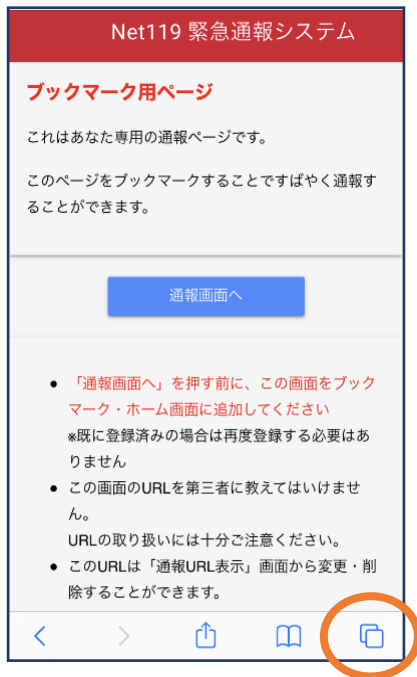 Net119 緊急通報システム
ブックマーク用ページ
これはあなた専用の通報ページです。
このページをブックマークすることですばやく通報す
ることができます。
通報画面へ
● 「通報画面へ」を押す前に、この画面をブック
マーク・ホーム画面に追加してください
※既に登録済みの場合は再度登録する必要はあ
りません
● この画面のURLを第三者に教えてはいけませ
ん。
URLの取り扱いには十分ご注意ください。
● このURLは「通報URL表示」画面から変更・削
除することができます。